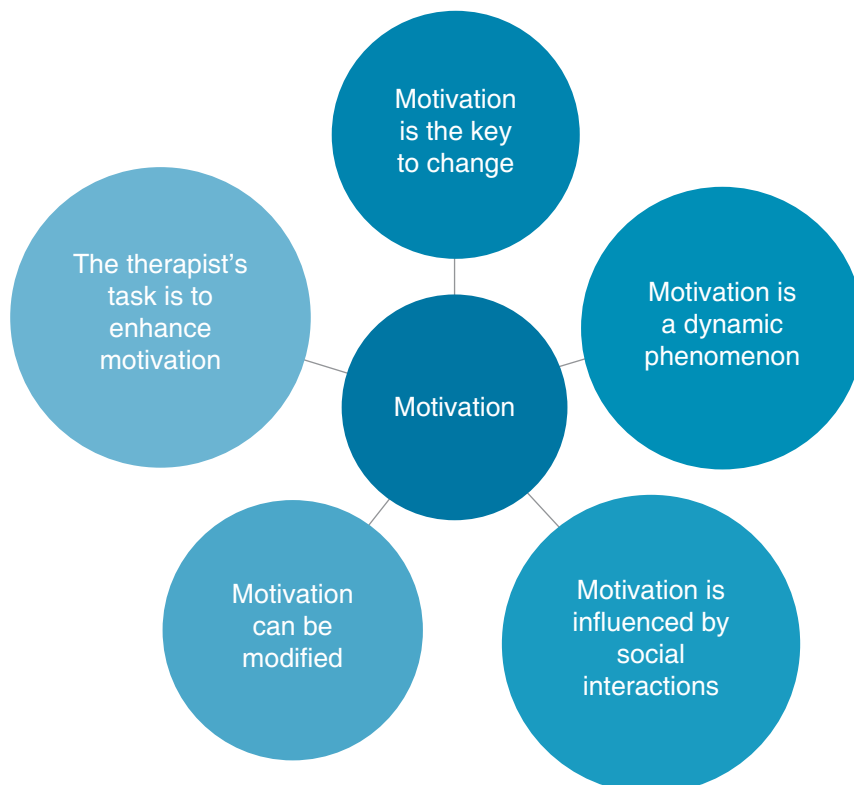 Motivation
is the key
to change
Motivation is
a dynamic
phenomenon
Motivation is
influenced by
social
interactions
Motivation
can be
modified
The therapist's
task is to
enhance
motivation
Motivation